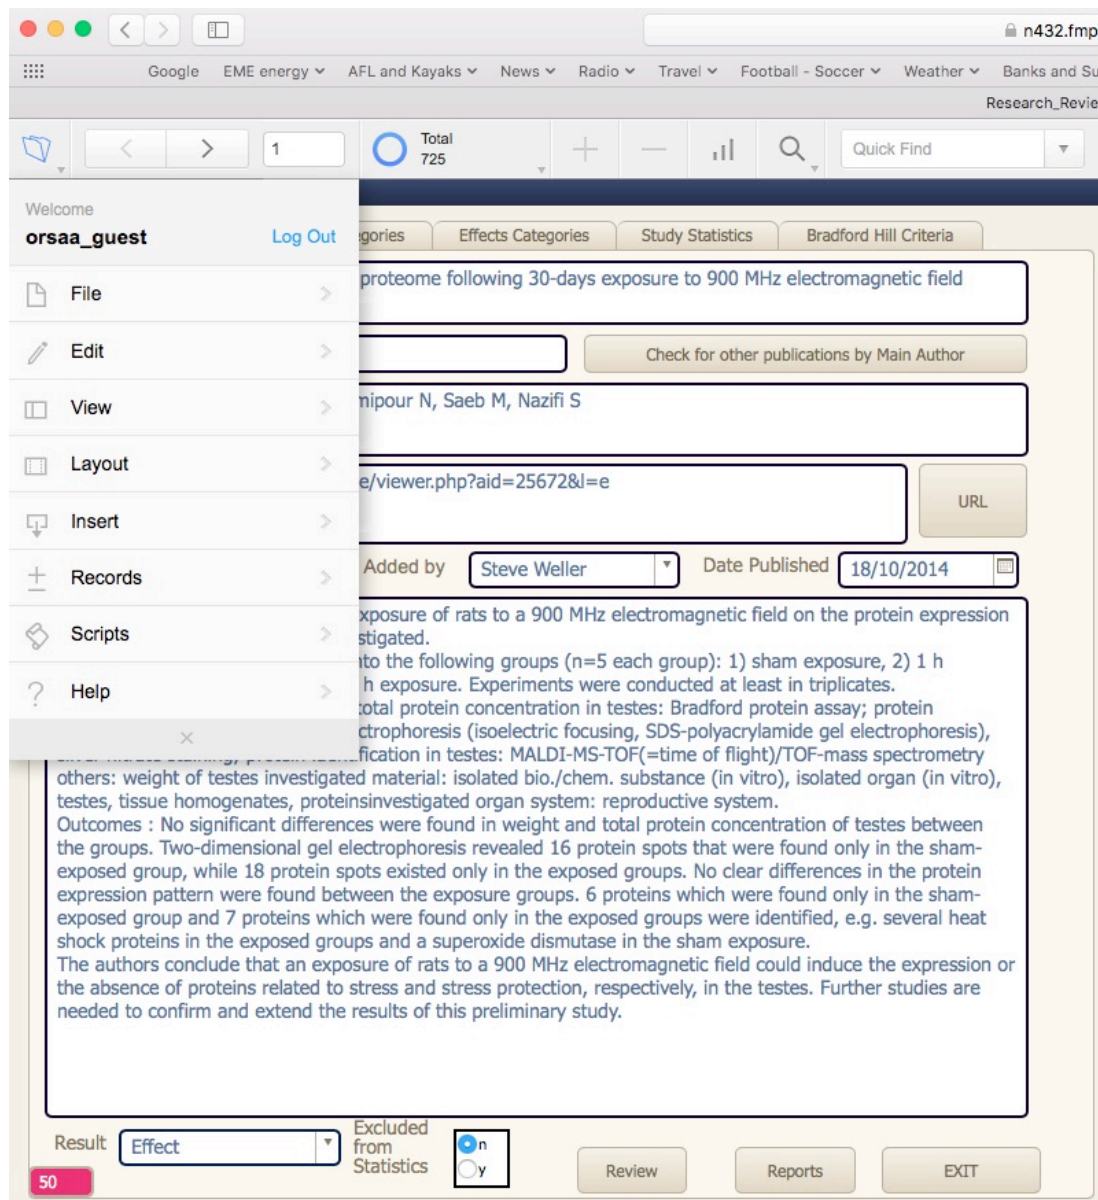 n432.fmp
Google EME energy AFL and Kayaks News Radio Travel Football - Soccer Weather Banks and Su
Research_Revie
1 Total 725 Quick Find
Welcome
orsaa_guest Log Out
File
Edit
View
Layout
Insert
Records
Scripts
Help
gories Effects Categories Study Statistics Bradford Hill Criteria
proteome following 30-days exposure to 900 MHz electromagnetic field
Check for other publications by Main Author
nipour N, Saeb M, Nazifi S
e/viewer.php?aid=25672&l=e
URL
Added by Steve Weller Date Published 18/10/2014
xposure of rats to a 900 MHz electromagnetic field on the protein expression
stigated.
nto the following groups (n=5 each group): 1) sham exposure, 2) 1 h
h exposure. Experiments were conducted at least in triplicates.
total protein concentration in testes: Bradford protein assay; protein
ctrophoresis (isoelectric focusing, SDS-polyacrylamide gel electrophoresis),
fication in testes: MALDI-MS-TOF(=time of flight)/TOF-mass spectrometry
others: weight of testes investigated material: isolated bio./chem. substance (in vitro), isolated organ (in vitro),
testes, tissue homogenates, proteinsinvestigated organ system: reproductive system.
Outcomes : No significant differences were found in weight and total protein concentration of testes between
the groups. Two-dimensional gel electrophoresis revealed 16 protein spots that were found only in the sham-
exposed group, while 18 protein spots existed only in the exposed groups. No clear differences in the protein
expression pattern were found between the exposure groups. 6 proteins which were found only in the sham-
exposed group and 7 proteins which were found only in the exposed groups were identified, e.g. several heat
shock proteins in the exposed groups and a superoxide dismutase in the sham exposure.
The authors conclude that an exposure of rats to a 900 MHz electromagnetic field could induce the expression or
the absence of proteins related to stress and stress protection, respectively, in the testes. Further studies are
needed to confirm and extend the results of this preliminary study.
Result Effect Excluded from Statistics n y
50 Review Reports EXIT